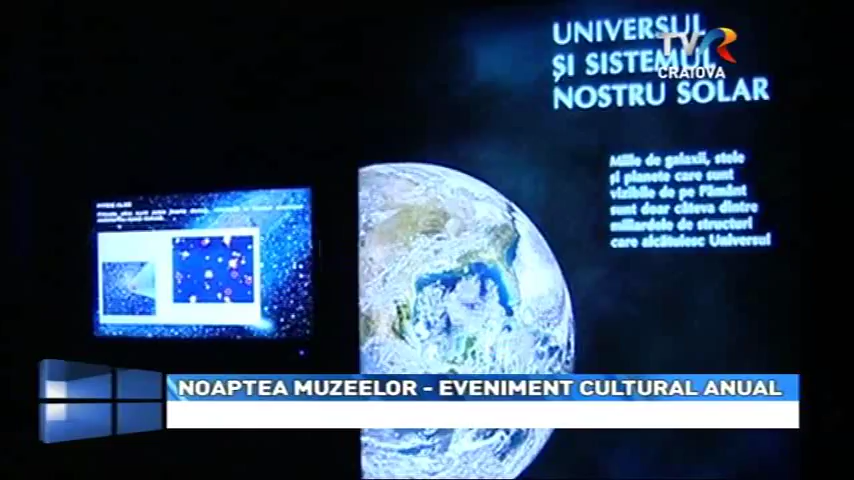 UNIVERSUL
ȘI SISTEMUL
NOSTRU SOLAR
TVR
CRAIOVA
Miile de galaxii, stele
și planete care sunt
vizibile de pe Pământ
sunt doar câteva dintre
miliardele de structuri
care alcătuiesc Universul
NOAPTEA MUZEELOR - EVENIMENT CULTURAL ANUAL